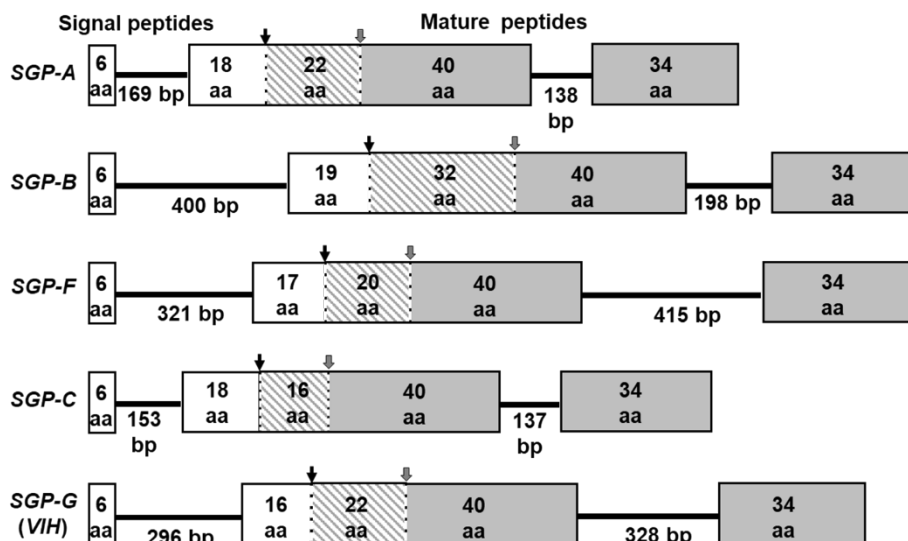 Signal peptides Mature peptides
SGP-A 6 aa 169 bp 18 aa 22 aa 40 aa 138 bp 34 aa
SGP-B 6 aa 400 bp 19 aa 32 aa 40 aa 198 bp 34 aa
SGP-F 6 aa 321 bp 17 aa 20 aa 40 aa 415 bp 34 aa
SGP-C 6 aa 153 bp 18 aa 16 aa 40 aa 137 bp 34 aa
SGP-G (VIH) 6 aa 296 bp 16 aa 22 aa 40 aa 328 bp 34 aa